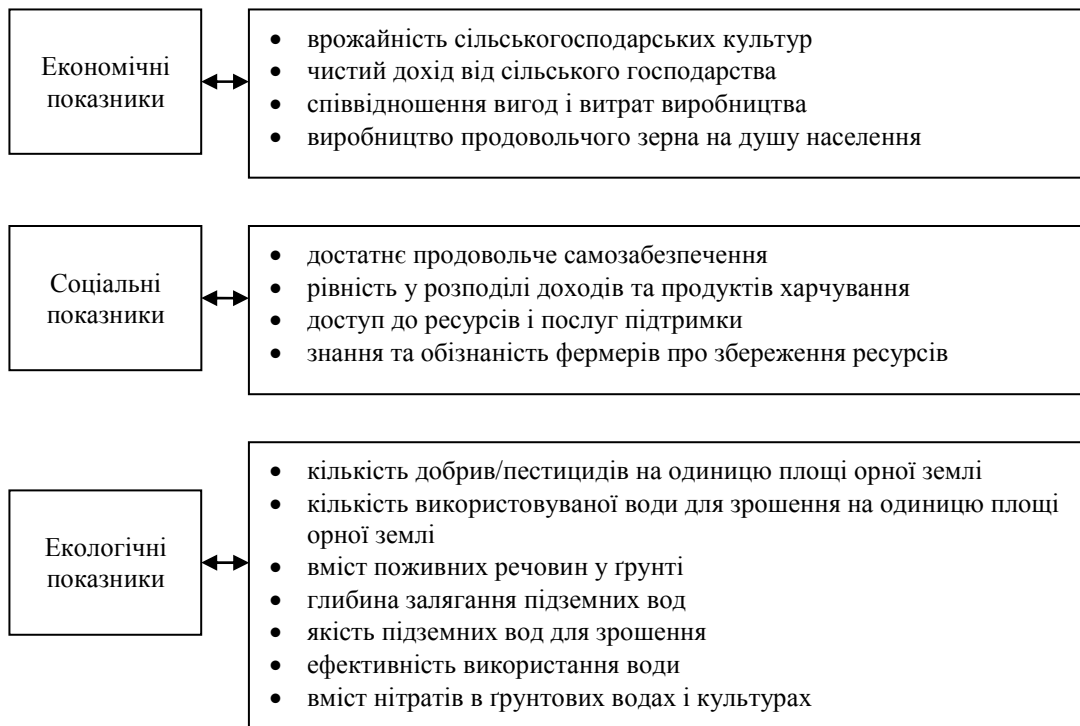 Економічні
показники
• врожайність сільськогосподарських культур
• чистий дохід від сільського господарства
• співвідношення вигод і витрат виробництва
• виробництво продовольчого зерна на душу населення
Соціальні
показники
• достатнє продовольче самозабезпечення
• рівність у розподілі доходів та продуктів харчування
• доступ до ресурсів і послуг підтримки
• знання та обізнаність фермерів про збереження ресурсів
Екологічні
показники
• кількість добрив/пестицидів на одиницю площі орної землі
• кількість використовуваної води для зрошення на одиницю площі
орної землі
• вміст поживних речовин у ґрунті
• глибина залягання підземних вод
• якість підземних вод для зрошення
• ефективність використання води
• вміст нітратів в ґрунтових водах і культурах